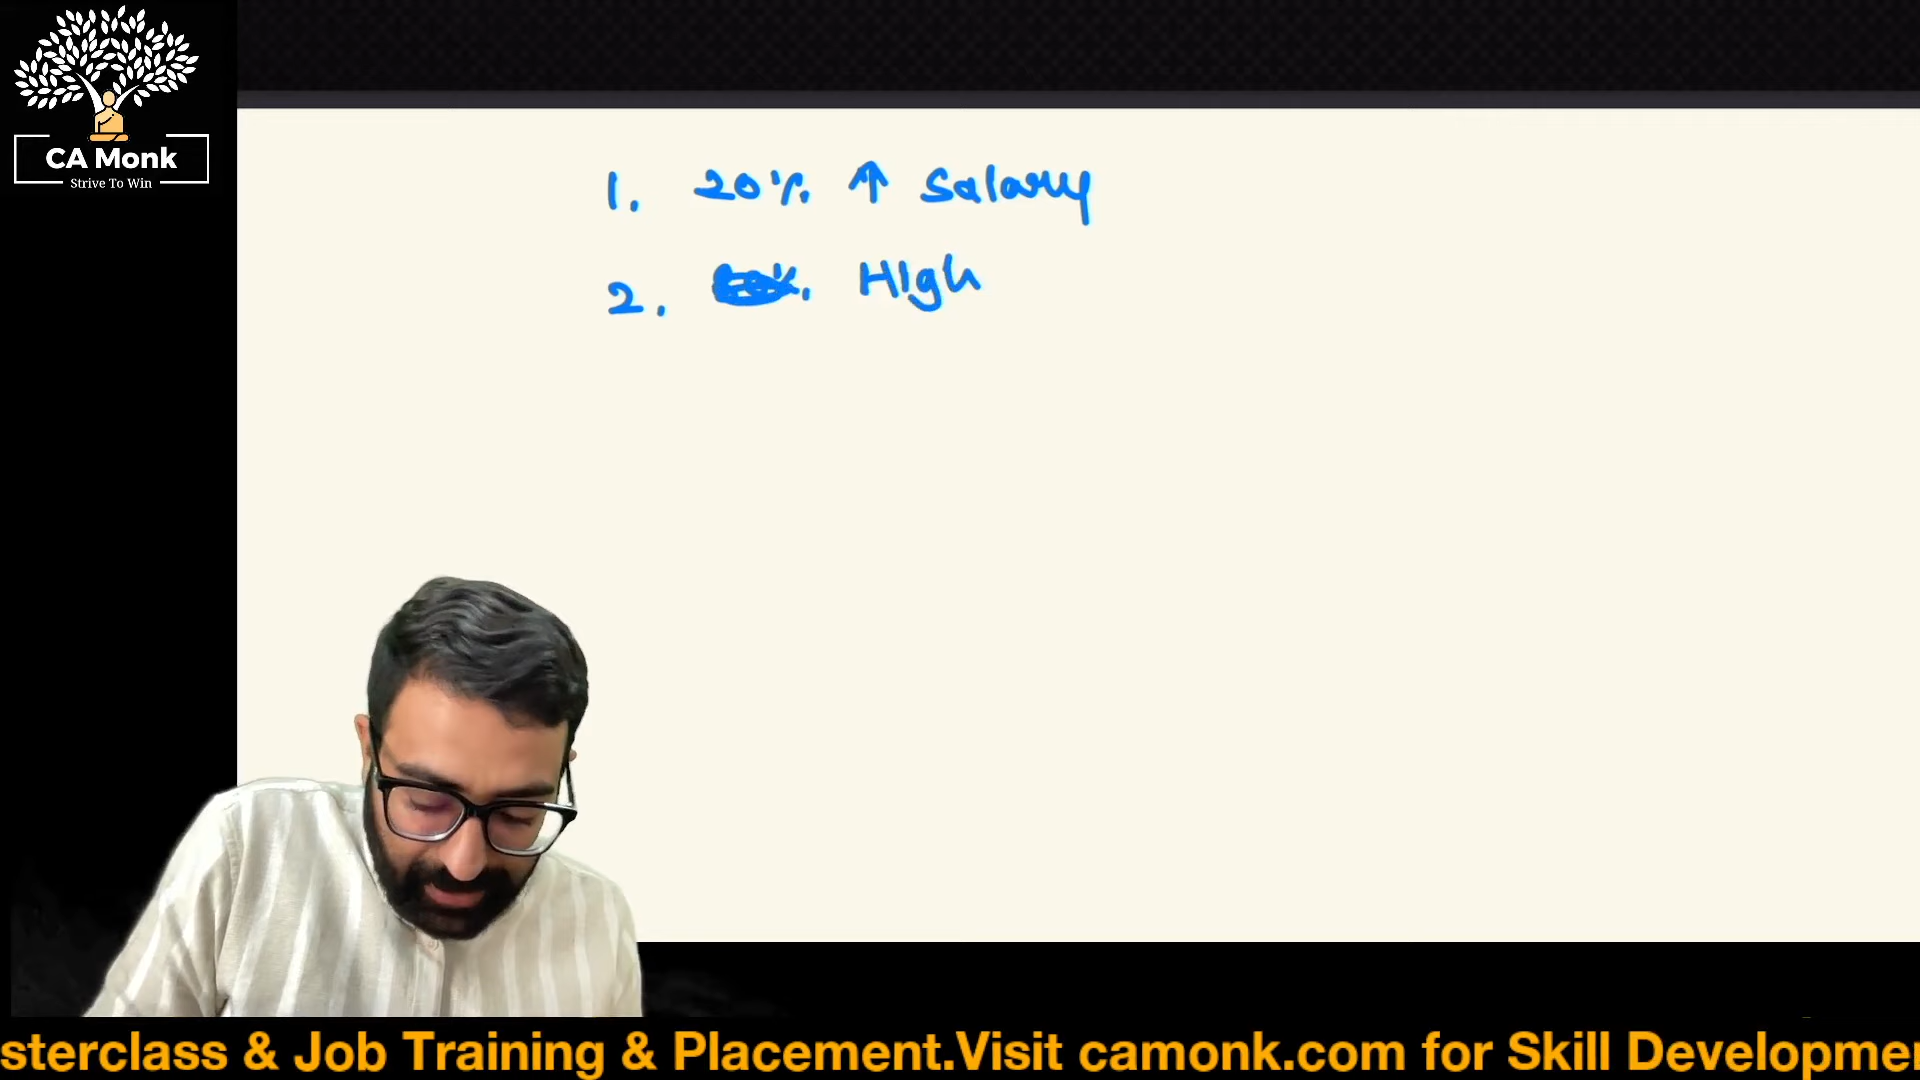 CA Monk
Strive To Win
1. 20% ↑ Salary
2. High
sterclass & Job Training & Placement.Visit camonk.com for Skill Developme